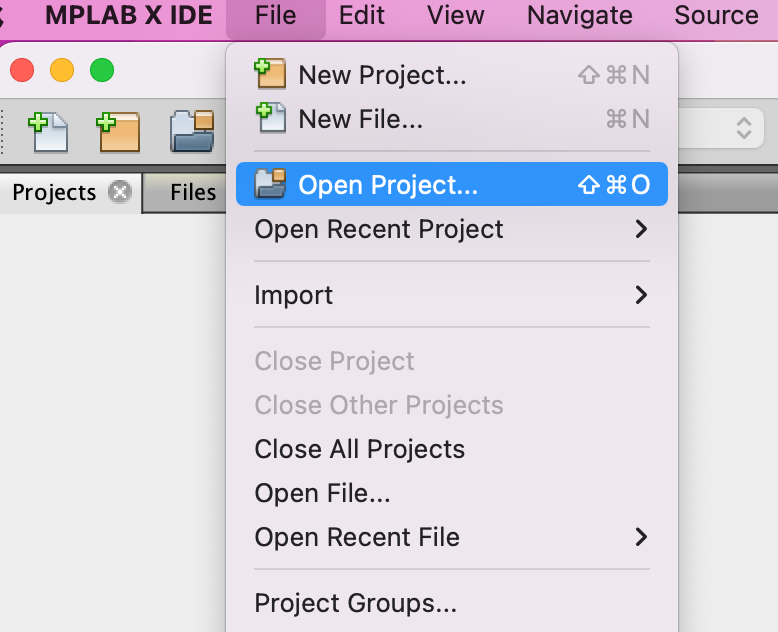 MPLAB X IDE File Edit View Navigate Source
New Project... ⇧⌘N
New File... ⌘N
Open Project... ⇧⌘O
Projects Files
Open Recent Project
Import
Close Project
Close Other Projects
Close All Projects
Open File...
Open Recent File
Project Groups...